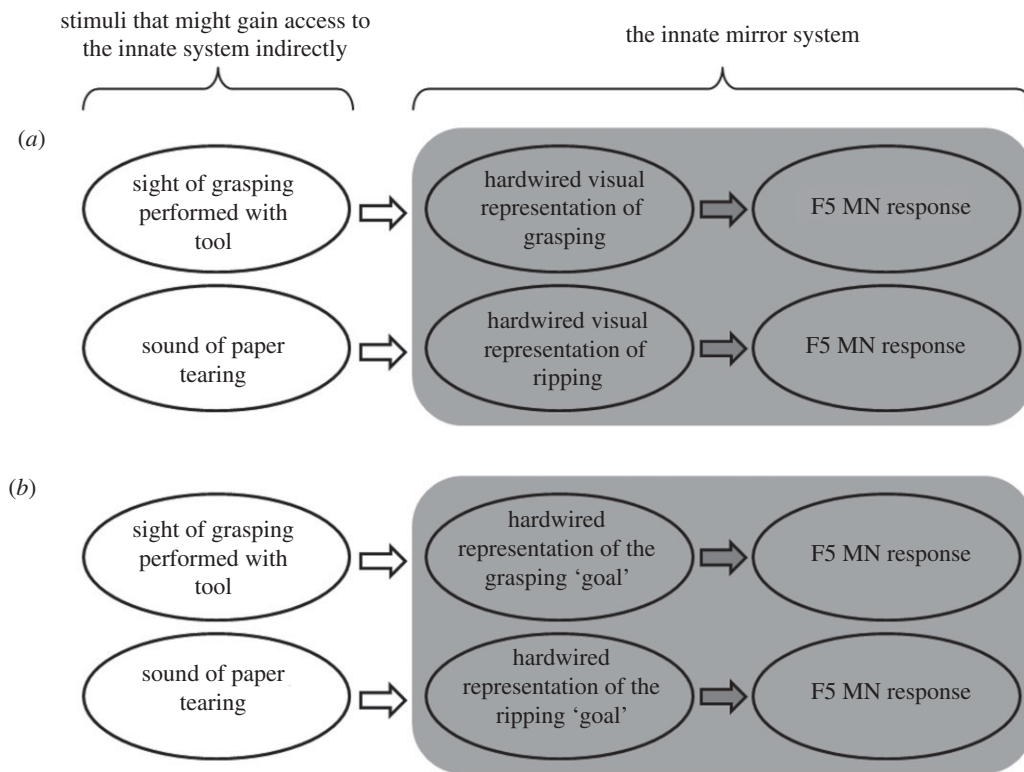 stimuli that might gain access to
the innate system indirectly
the innate mirror system
(a)
sight of grasping
performed with
tool
hardwired visual
representation of
grasping
F5 MN response
sound of paper
tearing
hardwired visual
representation of
ripping
F5 MN response
(b)
sight of grasping
performed with
tool
hardwired
representation of the
grasping ‘goal’
F5 MN response
sound of paper
tearing
hardwired
representation of the
ripping ‘goal’
F5 MN response